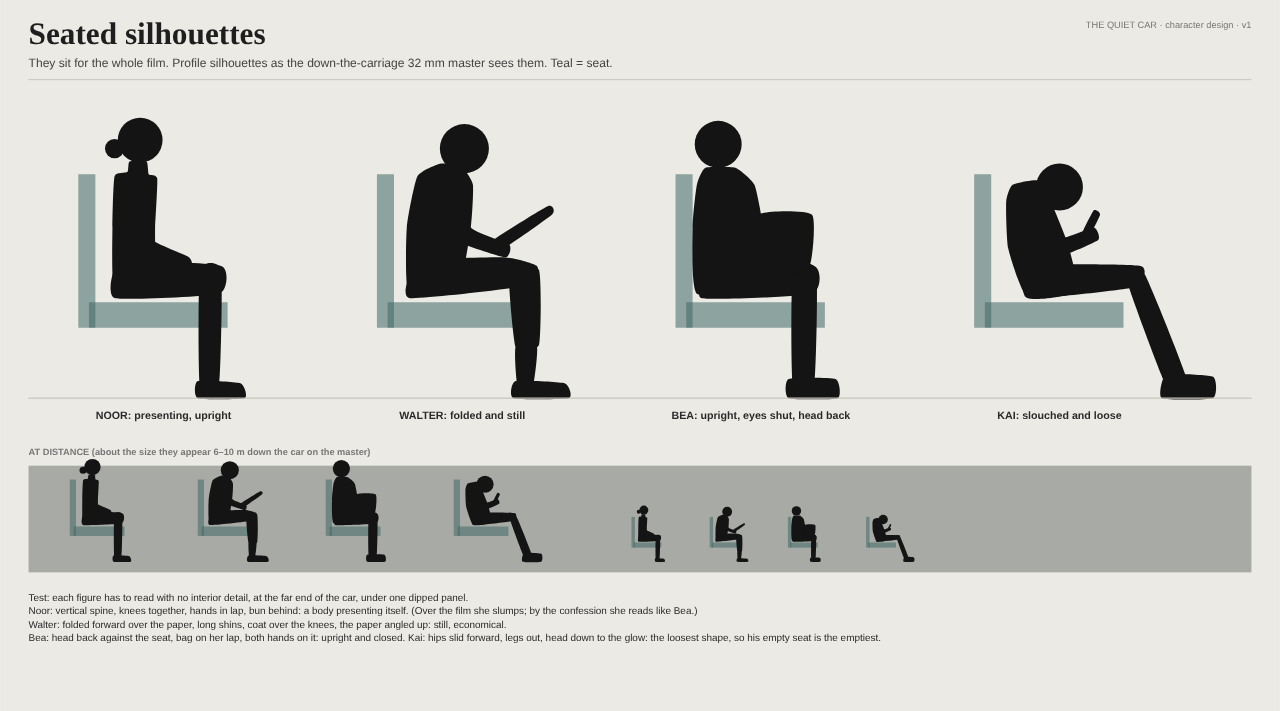 Seated silhouettes
THE QUIET CAR · character design · v1
They sit for the whole film. Profile silhouettes as the down-the-carriage 32 mm master sees them. Teal = seat.
NOOR: presenting, upright
WALTER: folded and still
BEA: upright, eyes shut, head back
KAI: slouched and loose
AT DISTANCE (about the size they appear 6–10 m down the car on the master)
Test: each figure has to read with no interior detail, at the far end of the car, under one dipped panel.
Noor: vertical spine, knees together, hands in lap, bun behind: a body presenting itself. (Over the film she slumps; by the confession she reads like Bea.)
Walter: folded forward over the paper, long shins, coat over the knees, the paper angled up: still, economical.
Bea: head back against the seat, bag on her lap, both hands on it: upright and closed. Kai: hips slid forward, legs out, head down to the glow: the loosest shape, so his empty seat is the emptiest.